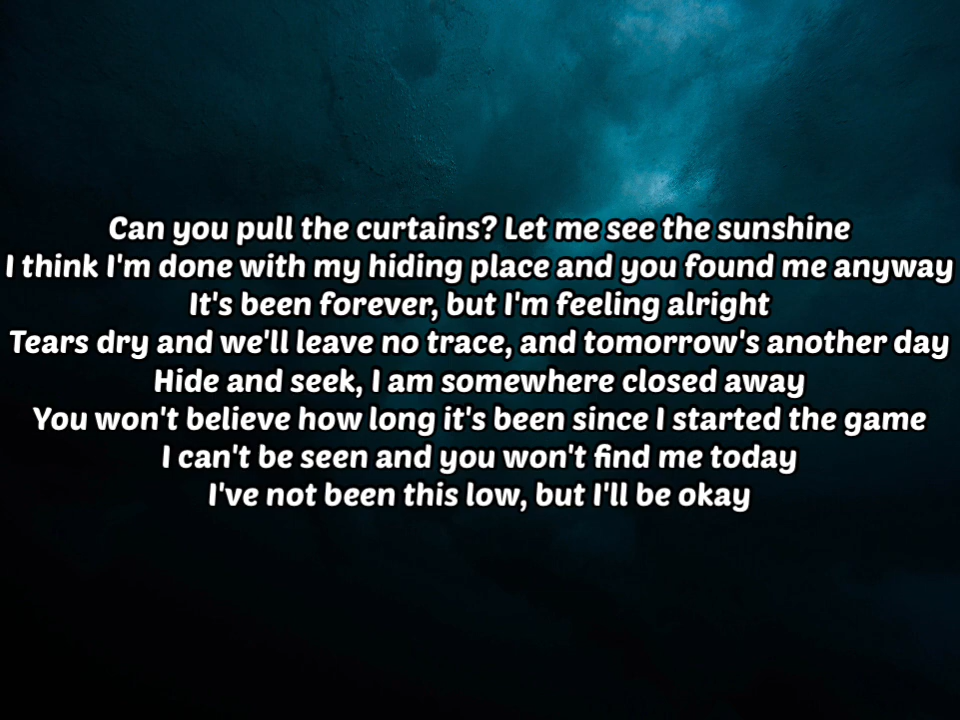 Can you pull the curtains? Let me see the sunshine
I think I'm done with my hiding place and you found me anyway
It's been forever, but I'm feeling alright
Tears dry and we'll leave no trace, and tomorrow's another day
Hide and seek, I am somewhere closed away
You won't believe how long it's been since I started the game
I can't be seen and you won't find me today
I've not been this low, but I'll be okay